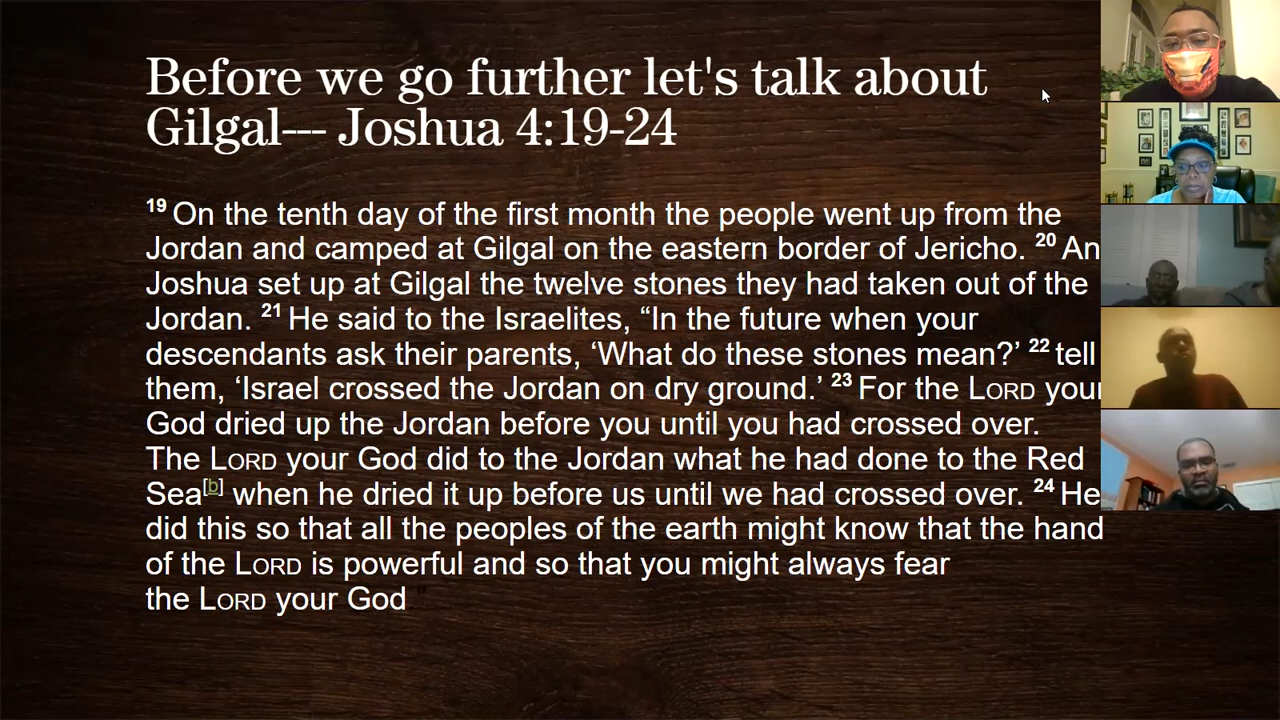 Before we go further let's talk about
Gilgal--- Joshua 4:19-24
19 On the tenth day of the first month the people went up from the
Jordan and camped at Gilgal on the eastern border of Jericho. 20 An
Joshua set up at Gilgal the twelve stones they had taken out of the
Jordan. 21 He said to the Israelites, “In the future when your
descendants ask their parents, ‘What do these stones mean?’ 22 tell
them, ‘Israel crossed the Jordan on dry ground.’ 23 For the LORD your
God dried up the Jordan before you until you had crossed over.
The LORD your God did to the Jordan what he had done to the Red
Sea[b] when he dried it up before us until we had crossed over. 24 He
did this so that all the peoples of the earth might know that the hand
of the LORD is powerful and so that you might always fear
the LORD your God”